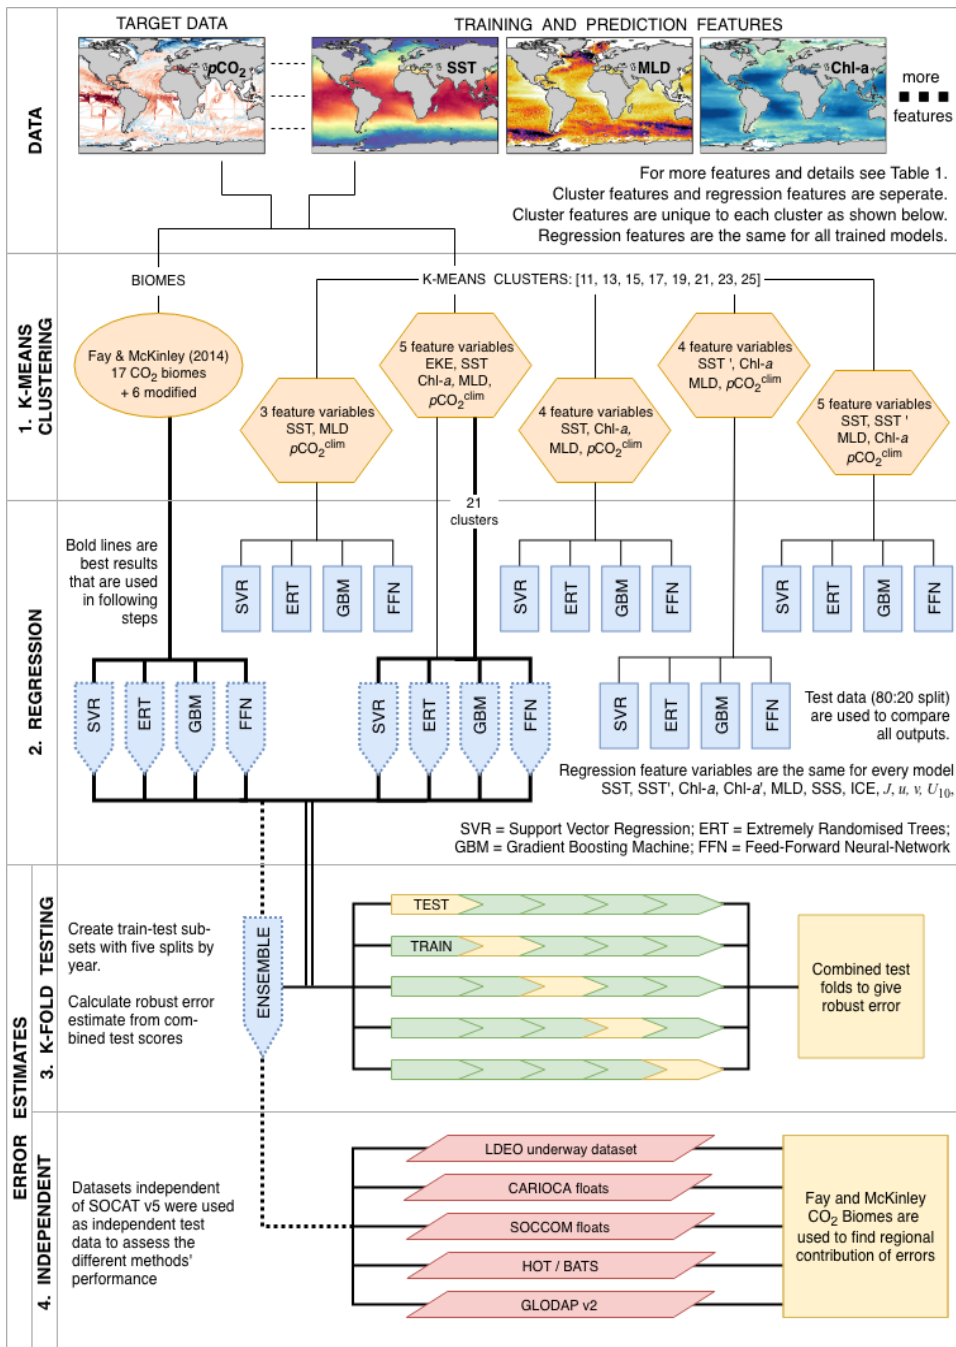 TARGET DATA
TRAINING AND PREDICTION FEATURES
DATA
pCO2
SST
MLD
Chl-a
more
features
For more features and details see Table 1.
Cluster features and regression features are seperate.
Cluster features are unique to each cluster as shown below.
Regression features are the same for all trained models.
1. K-MEANS
CLUSTERING
BIOMES
K-MEANS CLUSTERS: [11, 13, 15, 17, 19, 21, 23, 25]
Fay & McKinley (2014)
17 CO2 biomes
+ 6 modified
3 feature variables
SST, MLD
pCO2clim
5 feature variables
EKE, SST
Chl-a, MLD,
pCO2clim
4 feature variables
SST, Chl-a,
MLD, pCO2clim
4 feature variables
SST ', Chl-a
MLD, pCO2clim
5 feature variables
SST, SST '
MLD, Chl-a
pCO2clim
21
clusters
2. REGRESSION
Bold lines are
best results
that are used
in following
steps
SVR
ERT
GBM
FFN
SVR
ERT
GBM
FFN
SVR
ERT
GBM
FFN
SVR
ERT
GBM
FFN
SVR
ERT
GBM
FFN
SVR
ERT
GBM
FFN
Test data (80:20 split)
are used to compare
all outputs.
Regression feature variables are the same for every model
SST, SST', Chl-a, Chl-a', MLD, SSS, ICE, J, u, v, U10,
SVR = Support Vector Regression; ERT = Extremely Randomised Trees;
GBM = Gradient Boosting Machine; FFN = Feed-Forward Neural-Network
ERROR ESTIMATES
3. K-FOLD TESTING
Create train-test sub-
sets with five splits by
year.
Calculate robust error
estimate from com-
bined test scores
ENSEMBLE
TEST
TRAIN
Combined test
folds to give
robust error
4. INDEPENDENT
Datasets independent
of SOCAT v5 were used
as independent test
data to assess the
different methods'
performance
LDEO underway dataset
CARIOCA floats
SOCCOM floats
HOT / BATS
GLODAP v2
Fay and McKinley
CO2 Biomes are
used to find regional
contribution of errors